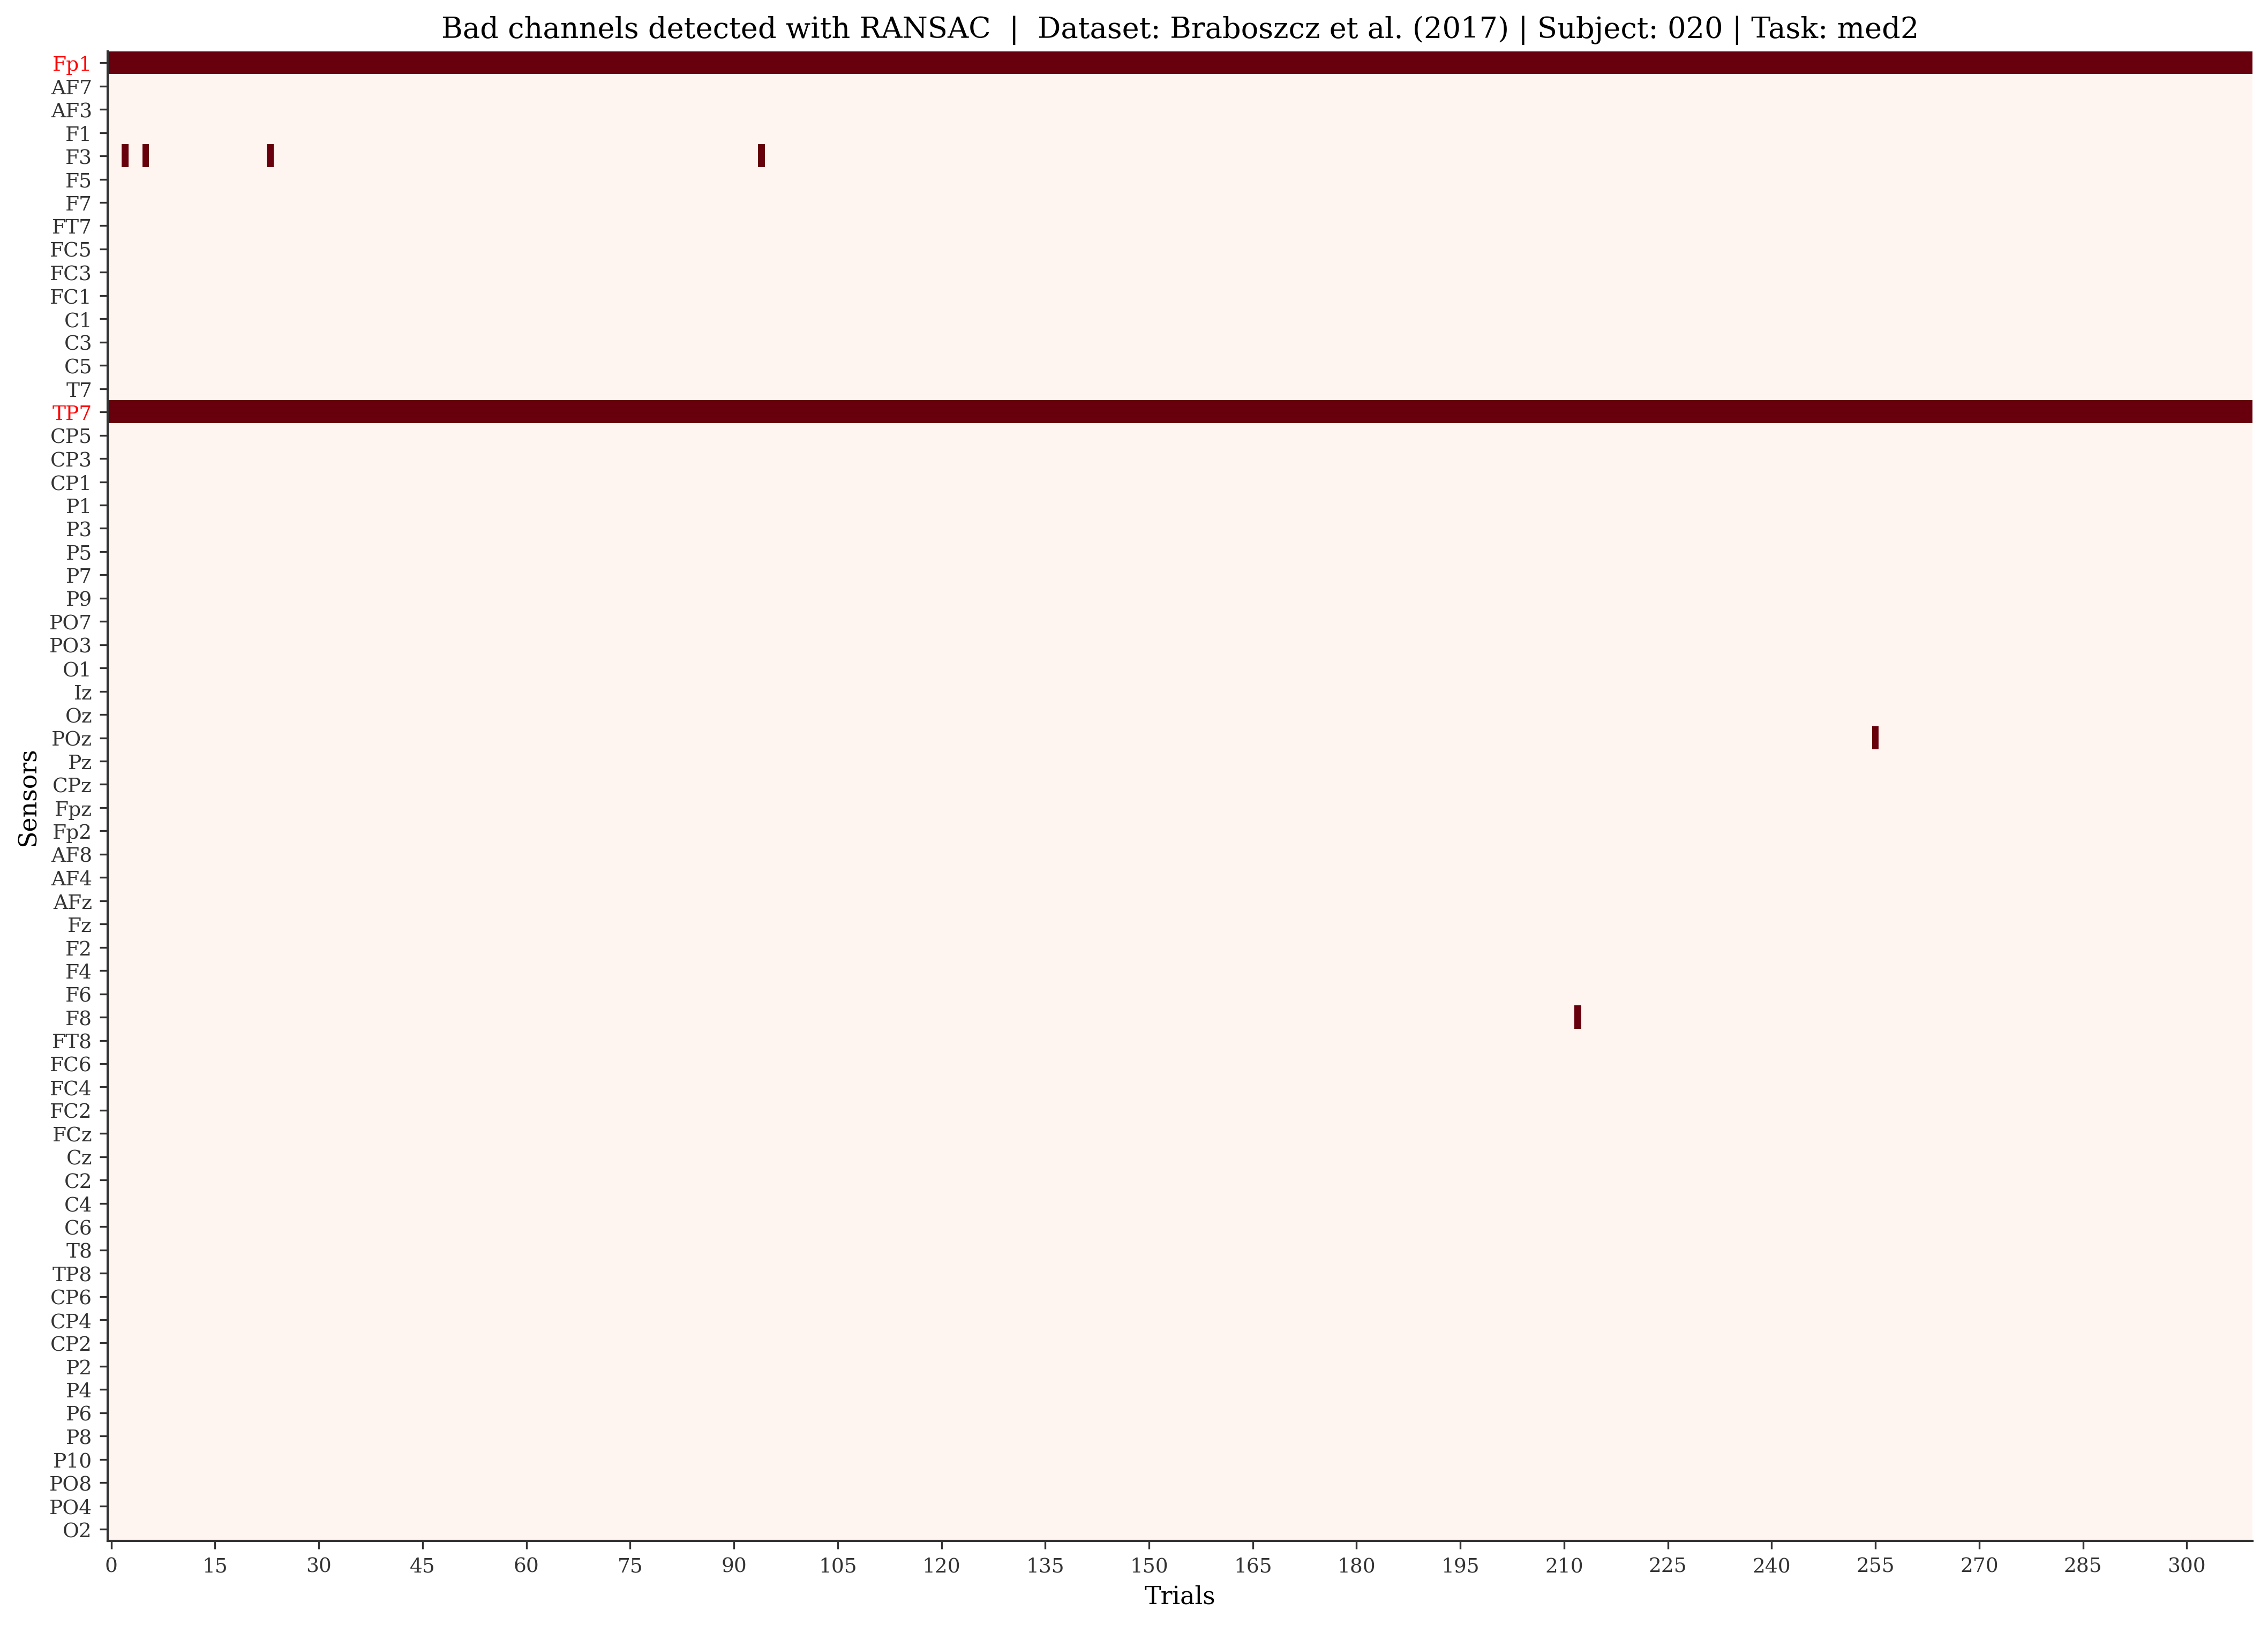 Bad channels detected with RANSAC | Dataset: Braboszcz et al. (2017) | Subject: 020 | Task: med2
Fp1
AF7
AF3
F1
F3
F5
F7
FT7
FC5
FC3
FC1
C1
C3
C5
T7
TP7
CP5
CP3
CP1
P1
P3
P5
P7
P9
PO7
PO3
O1
Iz
Oz
POz
Pz
CPz
Fpz
Fp2
AF8
AF4
AFz
Fz
F2
F4
F6
F8
FT8
FC6
FC4
FC2
FCz
Cz
C2
C4
C6
T8
TP8
CP6
CP4
CP2
P2
P4
P6
P8
P10
PO8
PO4
O2
Sensors
0 15 30 45 60 75 90 105 120 135 150 165 180 195 210 225 240 255 270 285 300
Trials